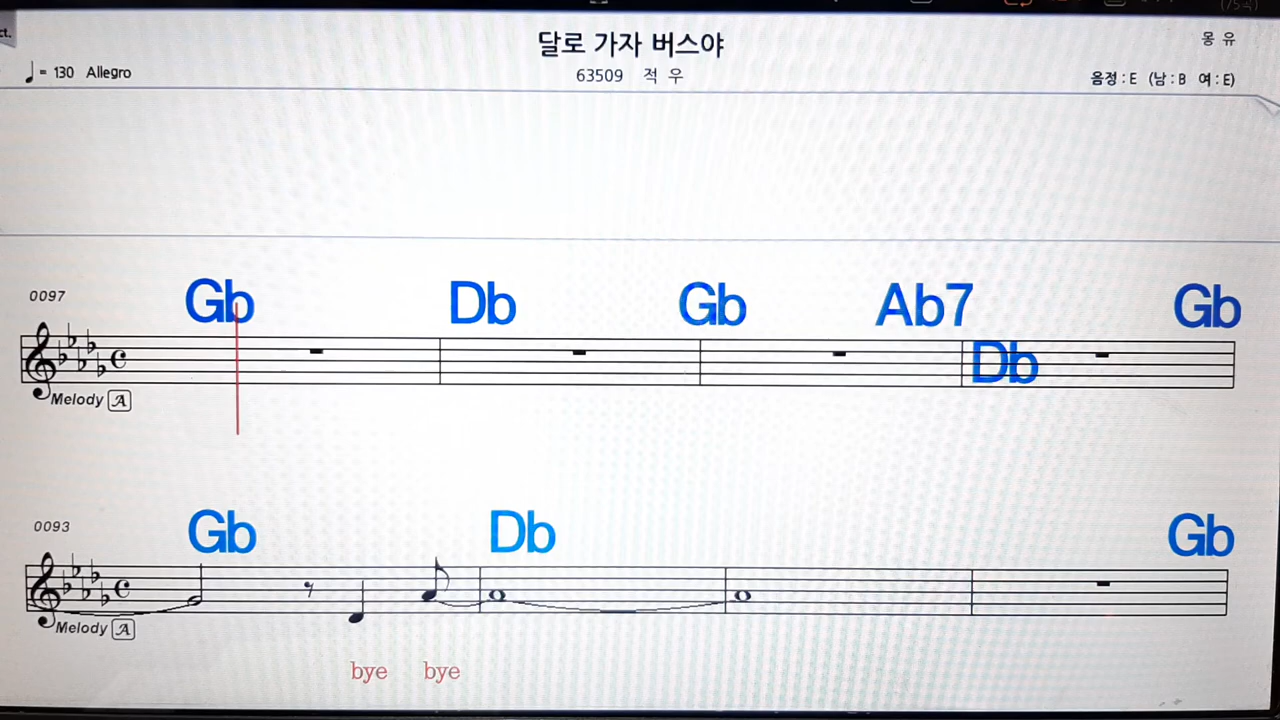 ct.
달로 가자 버스야
몽 유
♩ = 130 Allegro
63509 적 우
음정 : E (남 : B 여 : E)
0097
Gb Db Gb Ab7 Gb
Db
Melody A
0093
Gb Db Gb
Melody A
bye bye